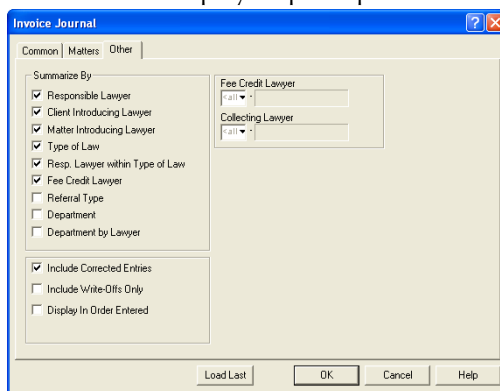 Invoice Journal
Common Matters Other
Summarize By
Responsible Lawyer
Client Introducing Lawyer
Matter Introducing Lawyer
Type of Law
Resp. Lawyer within Type of Law
Fee Credit Lawyer
Referral Type
Department
Department by Lawyer
Include Corrected Entries
Include Write-Offs Only
Display In Order Entered
Fee Credit Lawyer
<all -
Collecting Lawyer
<all -
Load Last OK Cancel Help